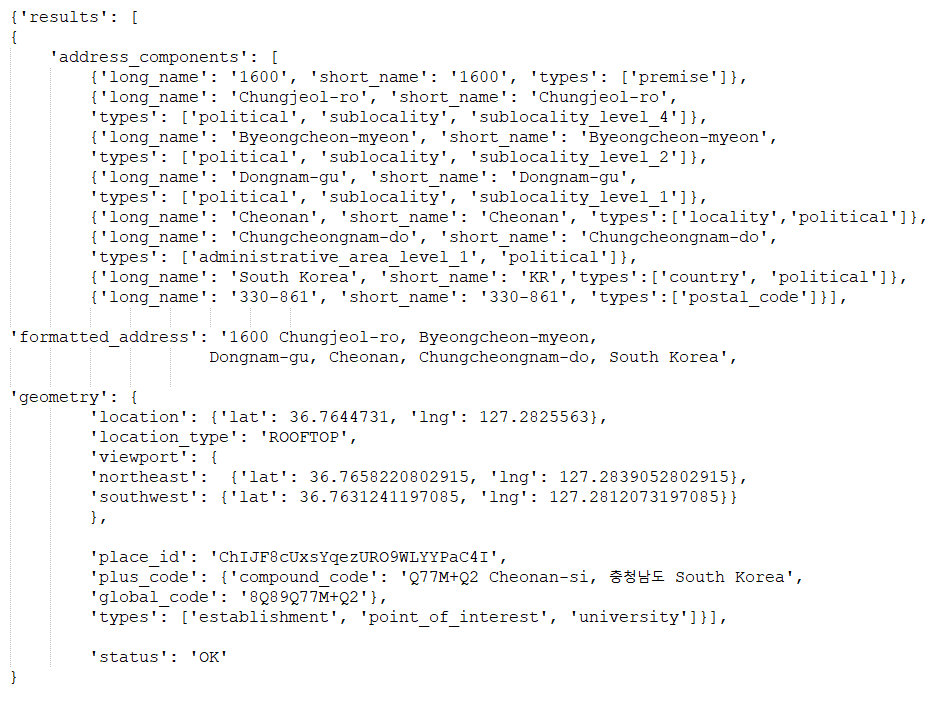 {'results': [
{
'address_components': [
{'long_name': '1600', 'short_name': '1600', 'types': ['premise']},
{'long_name': 'Chungjeol-ro', 'short_name': 'Chungjeol-ro',
'types': ['political', 'sublocality', 'sublocality_level_4']},
{'long_name': 'Byeongcheon-myeon', 'short_name': 'Byeongcheon-myeon',
'types': ['political', 'sublocality', 'sublocality_level_2']},
{'long_name': 'Dongnam-gu', 'short_name': 'Dongnam-gu',
'types': ['political', 'sublocality', 'sublocality_level_1']},
{'long_name': 'Cheonan', 'short_name': 'Cheonan', 'types':['locality','political']},
{'long_name': 'Chungcheongnam-do', 'short_name': 'Chungcheongnam-do',
'types': ['administrative_area_level_1', 'political']},
{'long_name': 'South Korea', 'short_name': 'KR','types':['country', 'political']},
{'long_name': '330-861', 'short_name': '330-861', 'types':['postal_code']}],
'formatted_address': '1600 Chungjeol-ro, Byeongcheon-myeon,
Dongnam-gu, Cheonan, Chungcheongnam-do, South Korea',
'geometry': {
'location': {'lat': 36.7644731, 'lng': 127.2825563},
'location_type': 'ROOFTOP',
'viewport': {
'northeast':  {'lat': 36.7658220802915, 'lng': 127.2839052802915},
'southwest': {'lat': 36.7631241197085, 'lng': 127.2812073197085}}
},
'place_id': 'ChIJF8cUxsYqezURO9WLYYPaC4I',
'plus_code': {'compound_code': 'Q77M+Q2 Cheonan-si, 충청남도 South Korea',
'global_code': '8Q89Q77M+Q2'},
'types': ['establishment', 'point_of_interest', 'university']}],
'status': 'OK'
}